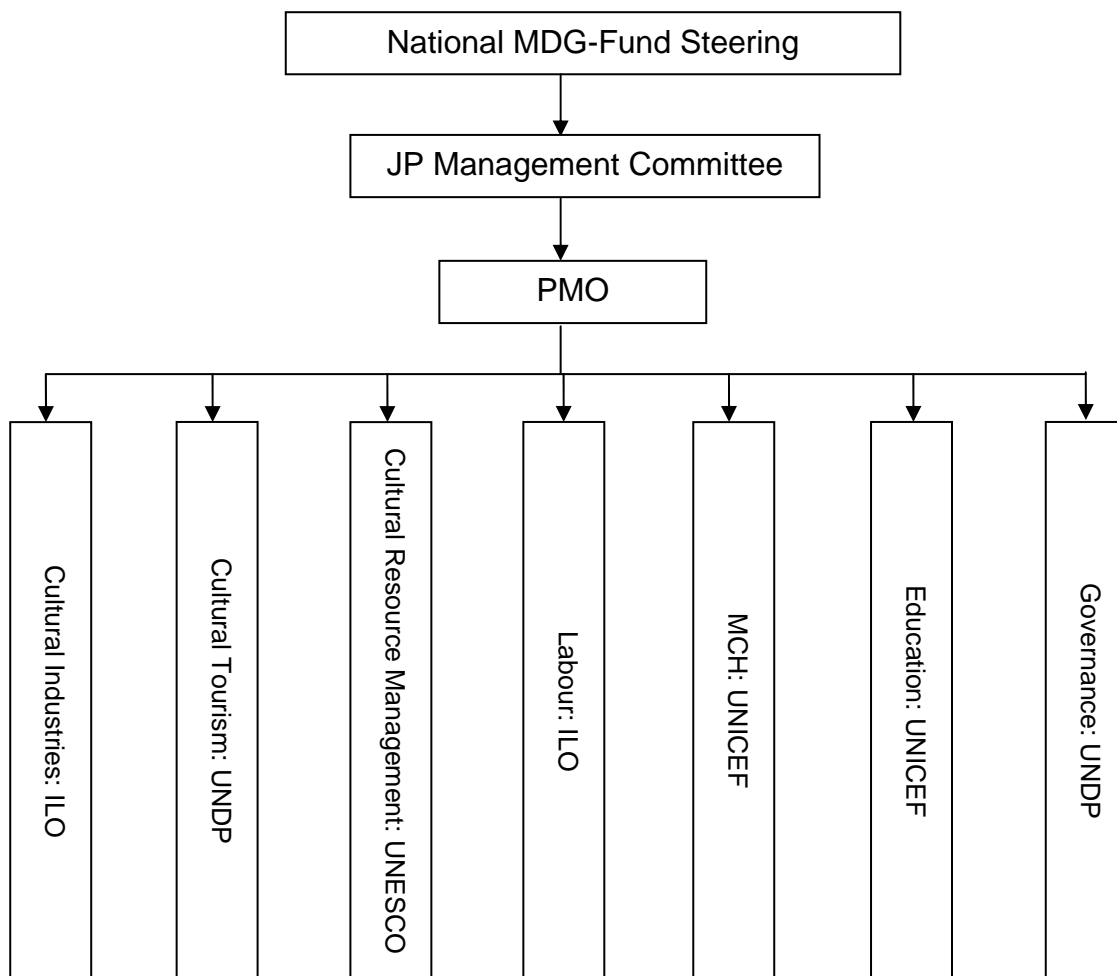 National MDG-Fund Steering
JP Management Committee
PMO
Cultural Industries: ILO
Cultural Tourism: UNDP
Cultural Resource Management: UNESCO
Labour: ILO
MCH: UNICEF
Education: UNICEF
Governance: UNDP